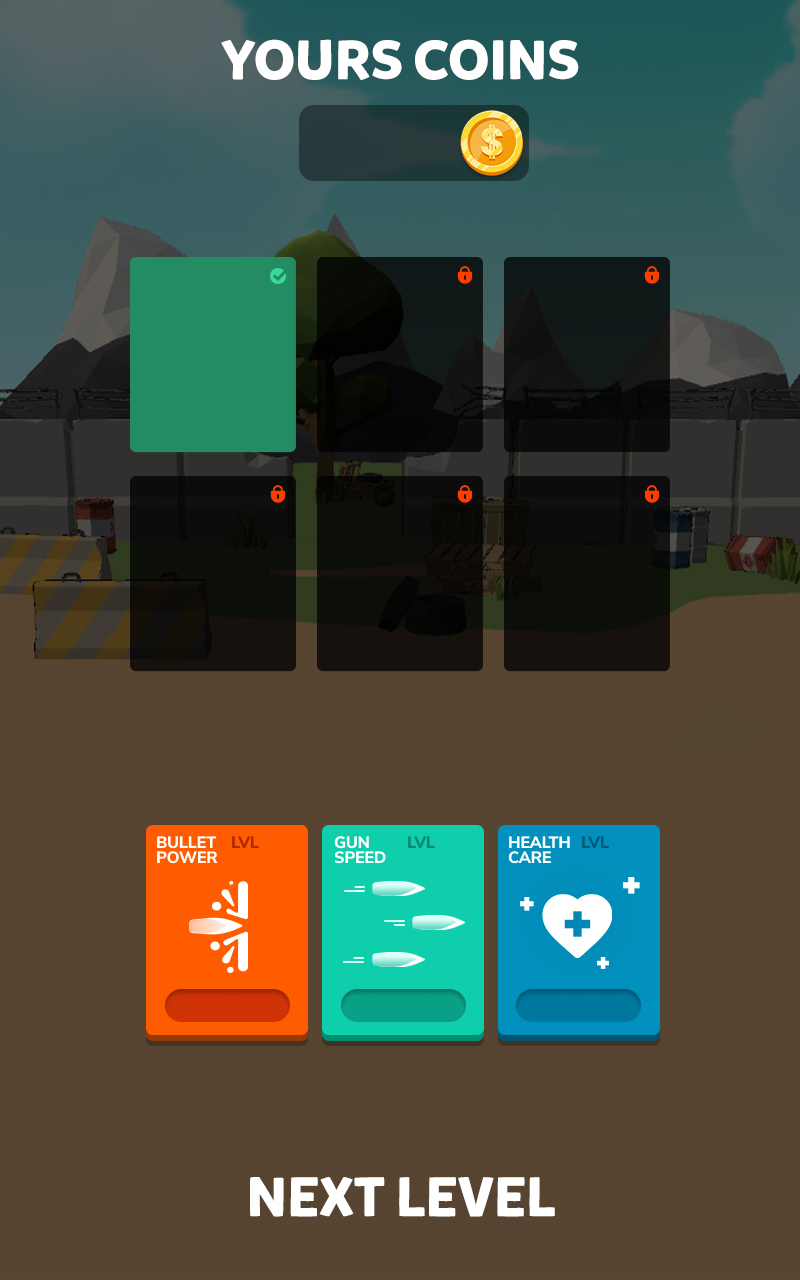 YOURS COINS
$
BULLET LVL
POWER
GUN LVL
SPEED
HEALTH LVL
CARE
NEXT LEVEL